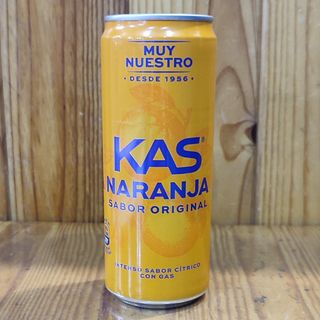 MUY
NUESTRO
· DESDE 1956 ·
KAS®
NARANJA
SABOR ORIGINAL
INTENSO SABOR CÍTRICO
CON GAS